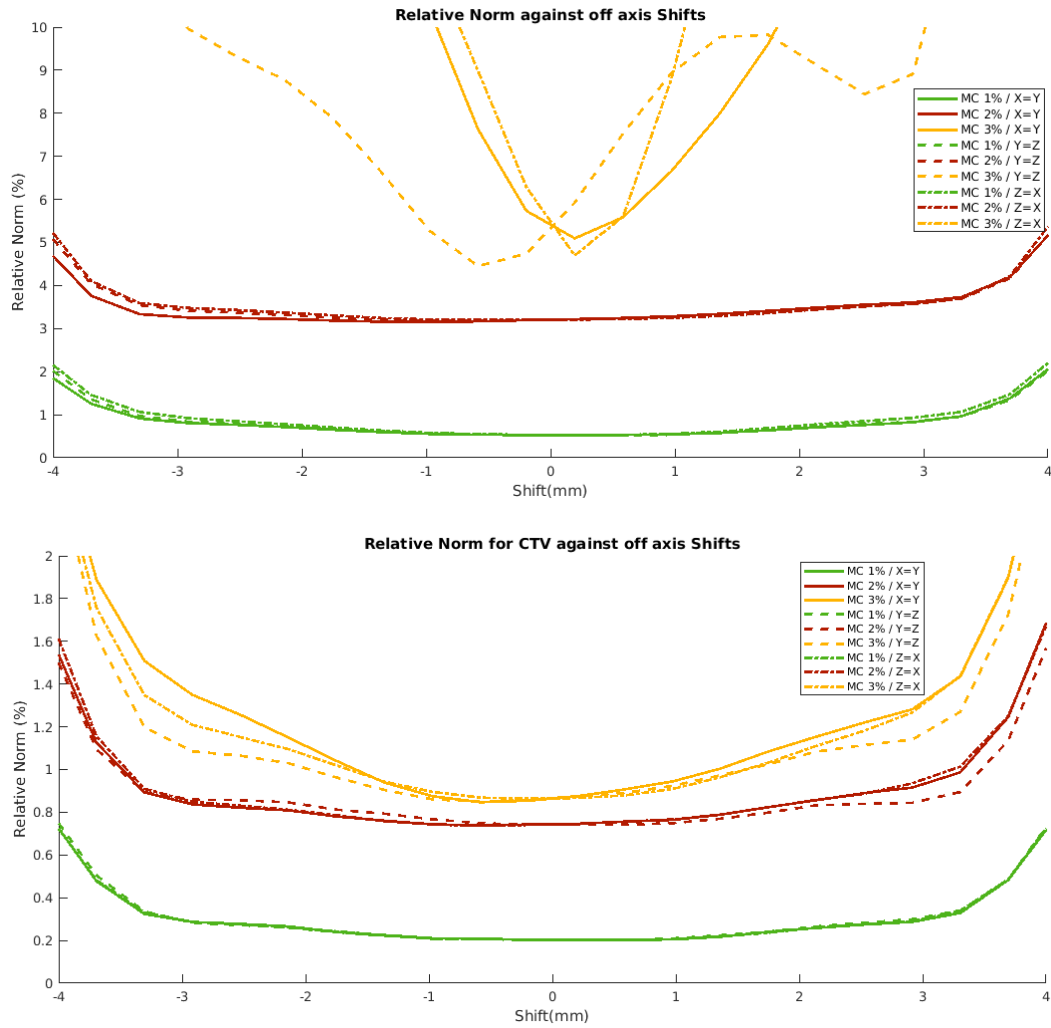 Relative Norm against off axis Shifts
10
9
8
7
6
5
4
3
2
1
0
Relative Norm (%)
MC 1% / X=Y
MC 2% / X=Y
MC 3% / X=Y
MC 1% / Y=Z
MC 2% / Y=Z
MC 3% / Y=Z
MC 1% / Z=X
MC 2% / Z=X
MC 3% / Z=X
-4 -3 -2 -1 0 1 2 3 4
Shift(mm)
Relative Norm for CTV against off axis Shifts
2
1.8
1.6
1.4
1.2
1
0.8
0.6
0.4
0.2
0
Relative Norm (%)
MC 1% / X=Y
MC 2% / X=Y
MC 3% / X=Y
MC 1% / Y=Z
MC 2% / Y=Z
MC 3% / Y=Z
MC 1% / Z=X
MC 2% / Z=X
MC 3% / Z=X
-4 -3 -2 -1 0 1 2 3 4
Shift(mm)